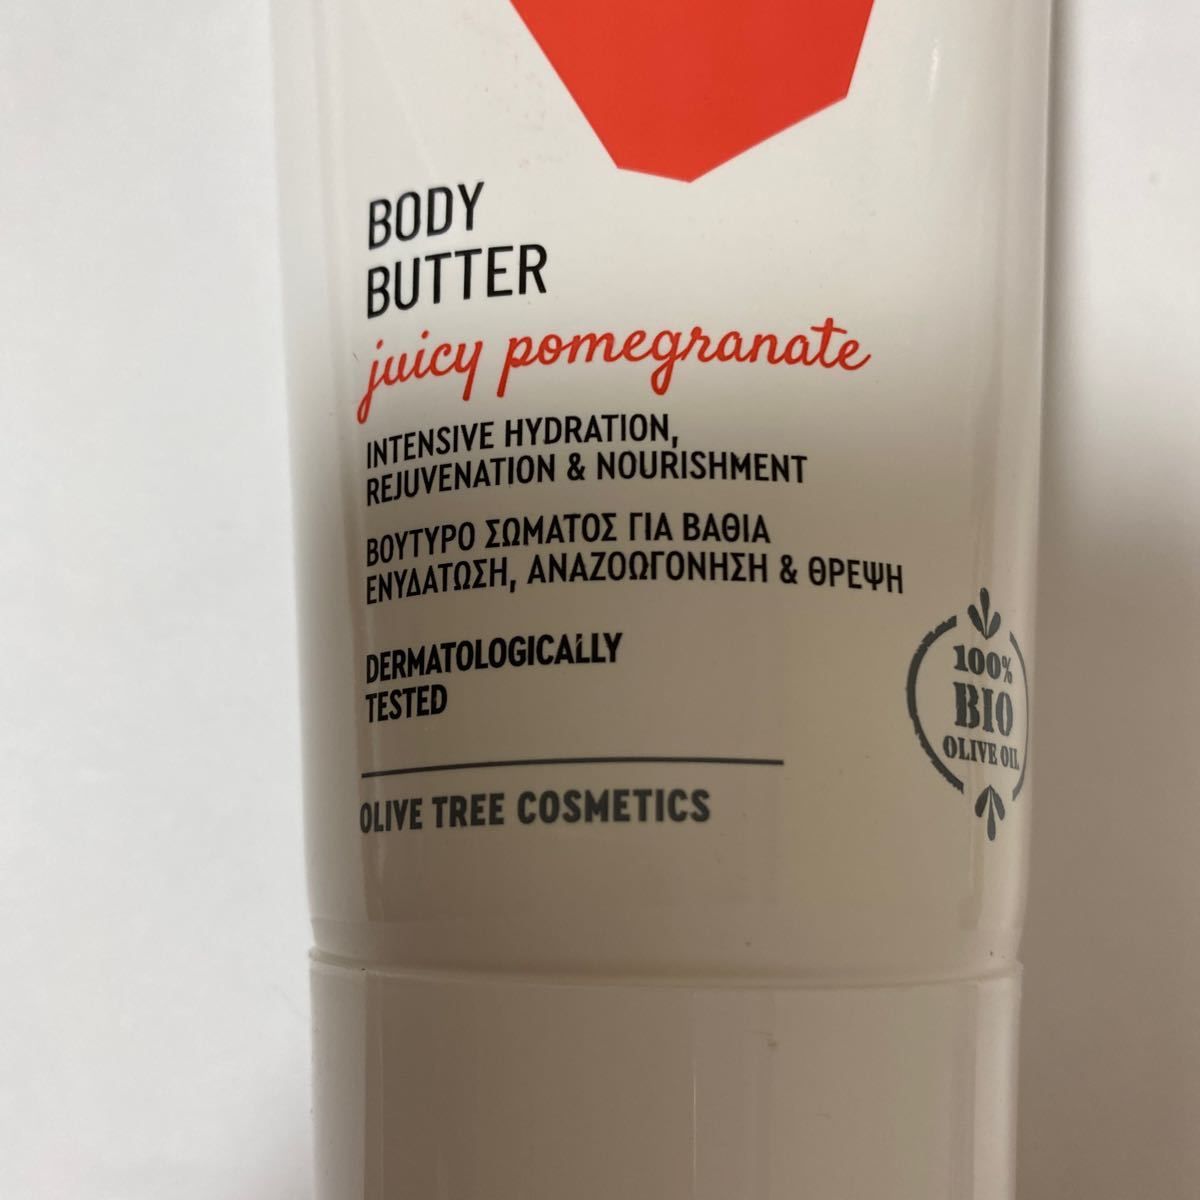 BODY
BUTTER
juicy pomegranate
INTENSIVE HYDRATION,
REJUVENATION & NOURISHMENT
ΒΟΥΤΥΡΟ ΣΩΜΑΤΟΣ ΓΙΑ ΒΑΘΙΑ
ΕΝΥΔΑΤΩΣΗ, ΑΝΑΖΟΩΓΟΝΗΣΗ & ΘΡΕΨΗ
DERMATOLOGICALLY
TESTED
OLIVE TREE COSMETICS
100%
BIO
OLIVE OIL